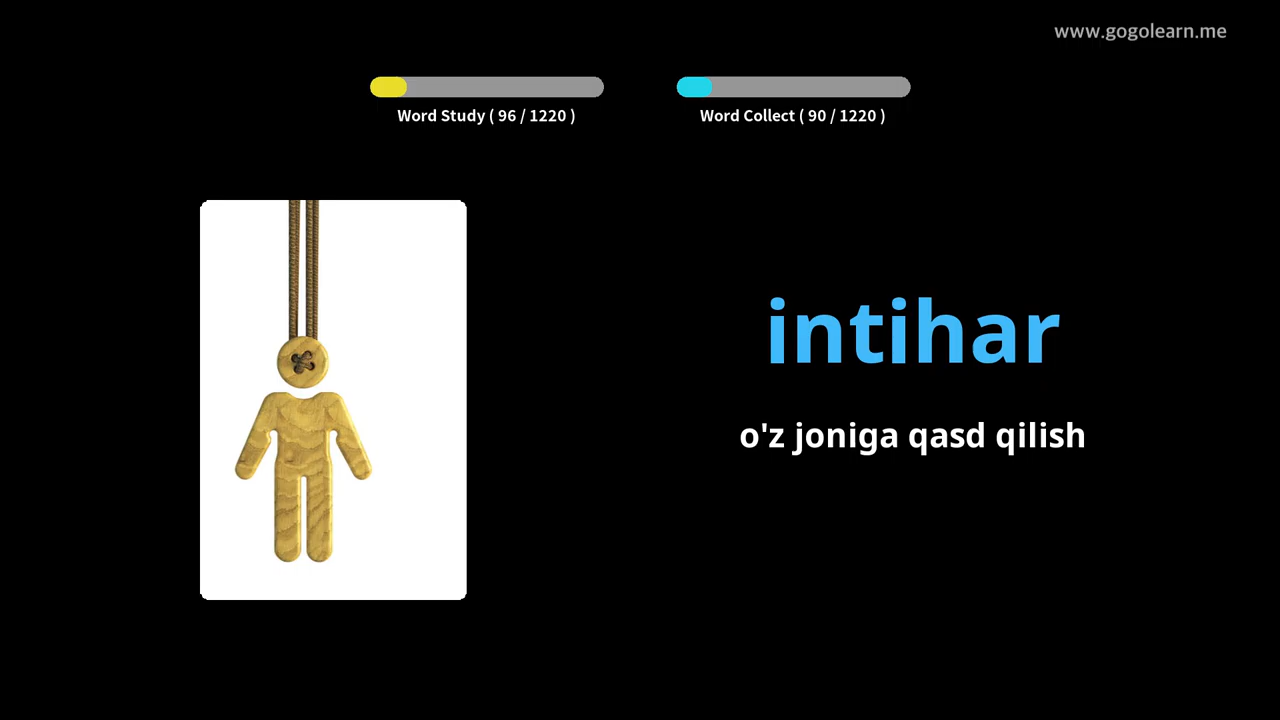 www.gogolearn.me
Word Study ( 96 / 1220 )
Word Collect ( 90 / 1220 )
intihar
o'z joniga qasd qilish